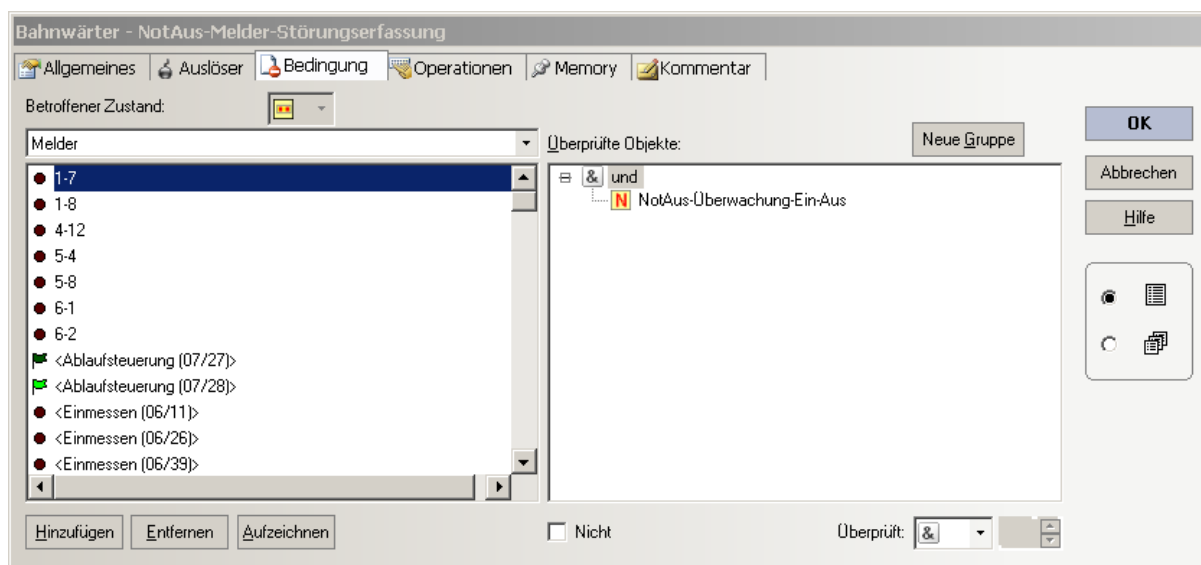 Bahnwärter - NotAus-Melder-Störungserfassung
Allgemeines Auslöser Bedingung Operationen Memory Kommentar
Betroffener Zustand:
Melder
Überprüfte Objekte:
Neue Gruppe
OK
Abbrechen
Hilfe
1-7
1-8
4-12
5-4
5-8
6-1
6-2
<Ablaufsteuerung (07/27)>
<Ablaufsteuerung (07/28)>
<Einmessen (06/11)>
<Einmessen (06/26)>
<Einmessen (06/39)>
& und
N NotAus-Überwachung-Ein-Aus
Hinzufügen Entfernen Aufzeichnen
Nicht
Überprüft: &